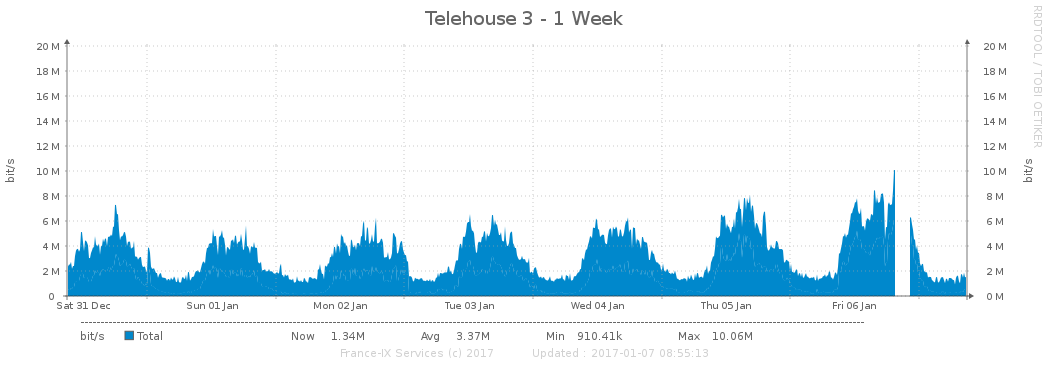 Telehouse 3 - 1 Week
RRDTOOL / TOBI OETIKER
bit/s
bit/s
20 M 20 M
18 M 18 M
16 M 16 M
14 M 14 M
12 M 12 M
10 M 10 M
8 M 8 M
6 M 6 M
4 M 4 M
2 M 2 M
0 0 M
Sat 31 Dec Sun 01 Jan Mon 02 Jan Tue 03 Jan Wed 04 Jan Thu 05 Jan Fri 06 Jan
bit/s Total Now 1.34M Avg 3.37M Min 910.41k Max 10.06M
France-IX Services (c) 2017 Updated : 2017-01-07 08:55:13